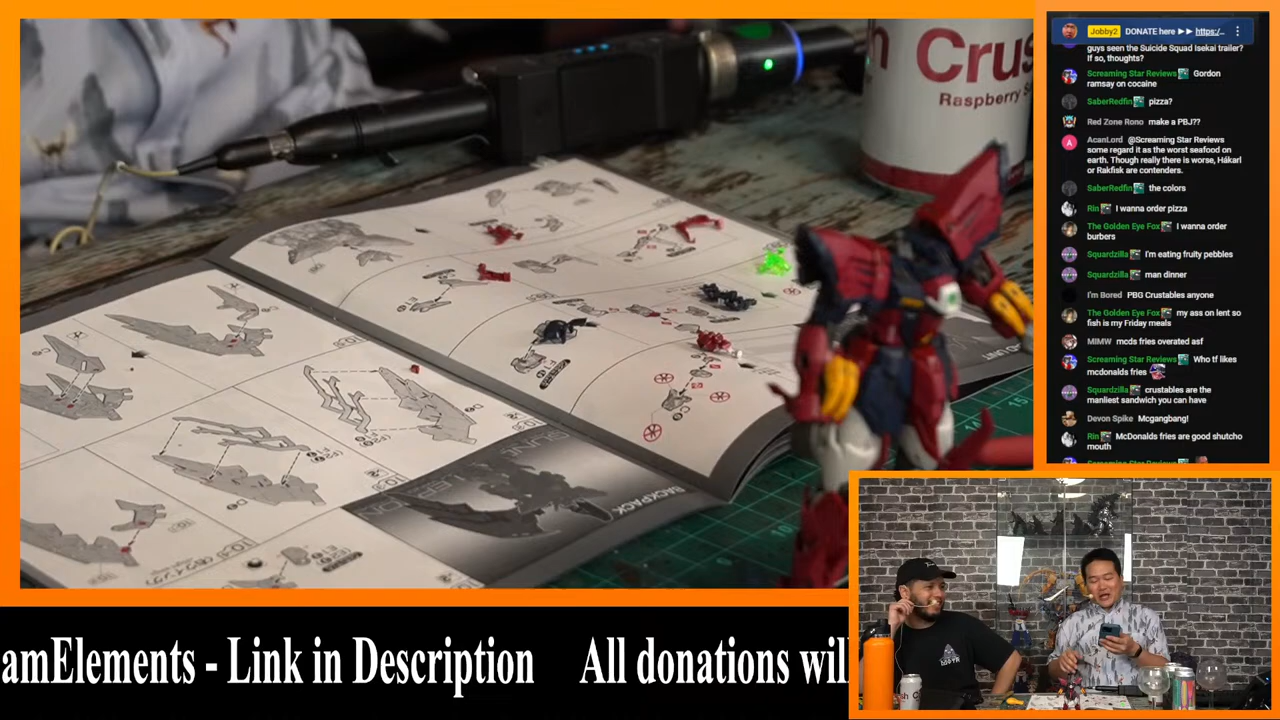 Crus
Raspberry S
BACKPACK
Jobby2 DONATE here ►► https:/..
guys seen the Suicide Squad Isekai trailer?
If so, thoughts?
Screaming Star Reviews Gordon
ramsay on cocaine
SaberRedfin pizza?
Red Zone Rono make a PBJ??
AcanLord @Screaming Star Reviews
some regard it as the worst seafood on
earth. Though really there is worse, Hákarl
or Rakfisk are contenders.
SaberRedfin the colors
Rin I wanna order pizza
The Golden Eye Fox I wanna order
burbers
Squardzilla I'm eating fruity pebbles
Squardzilla man dinner
I'm Bored PBG Crustables anyone
The Golden Eye Fox my ass on lent so
fish is my Friday meals
MIMW mcds fries overated asf
Screaming Star Reviews Who tf likes
mcdonalds fries
Squardzilla crustables are the
manliest sandwich you can have
Devon Spike Mcgangbang!
Rin McDonalds fries are good shutcho
mouth
amElements - Link in Description All donations wil